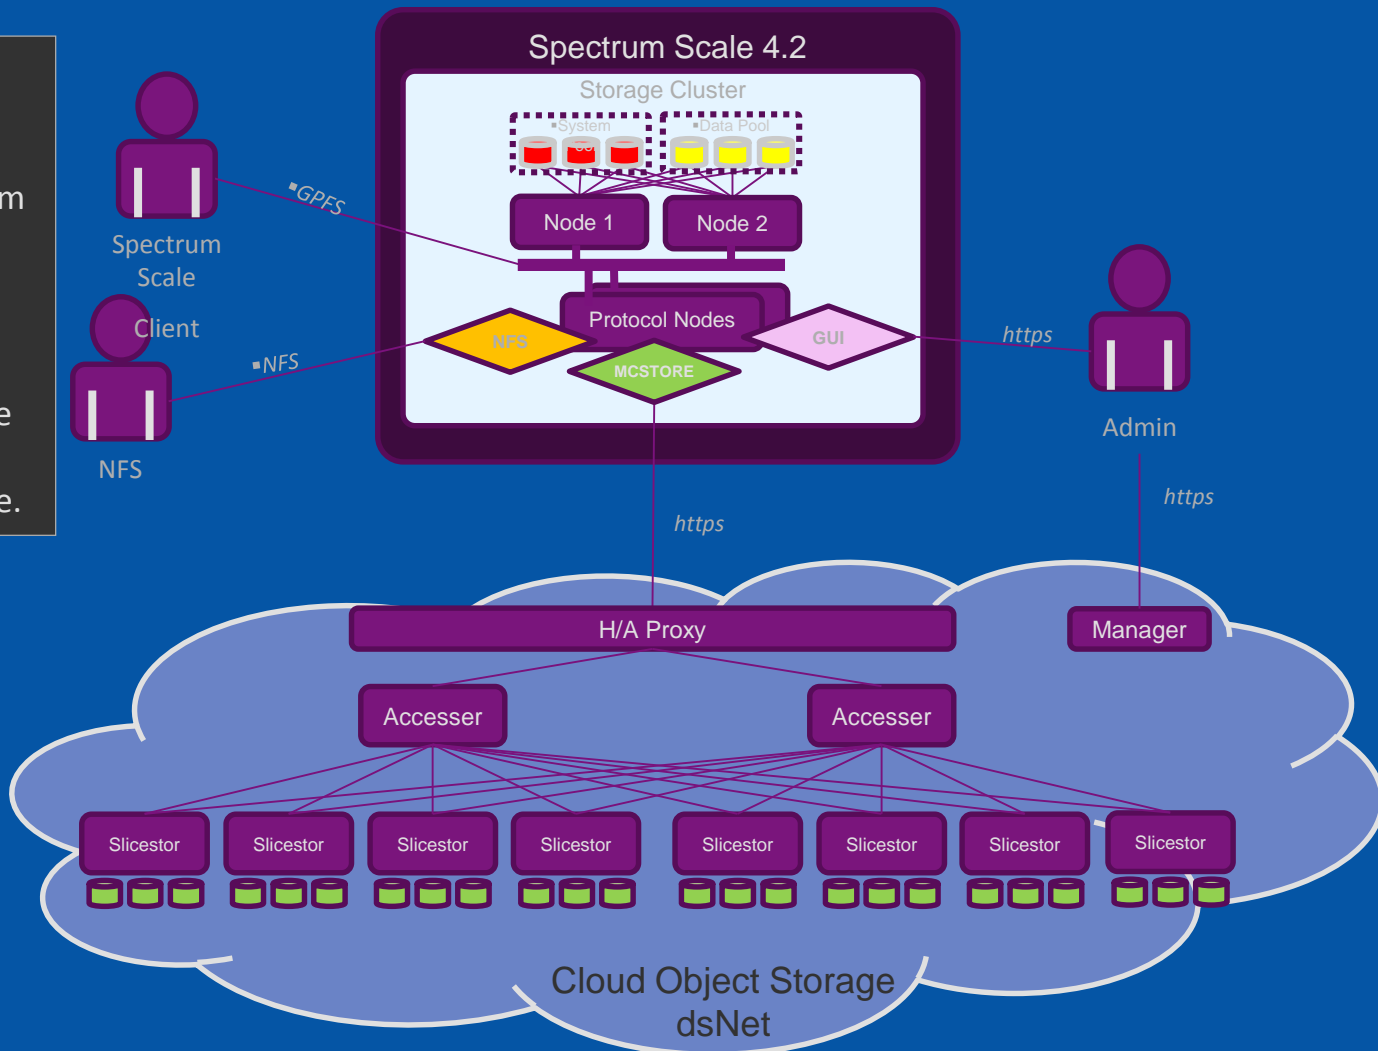 Spectrum Scale 4.2
Storage Cluster
▪System
▪Data Pool
Node 1
Node 2
m
▪GPFS
Spectrum
Scale
Client
Protocol Nodes
NFS
GUI
MCSTORE
https
▪NFS
e
Admin
NFS
e.
https
https
H/A Proxy
Manager
Accesser
Accesser
Slicestor
Slicestor
Slicestor
Slicestor
Slicestor
Slicestor
Slicestor
Slicestor
Cloud Object Storage
dsNet